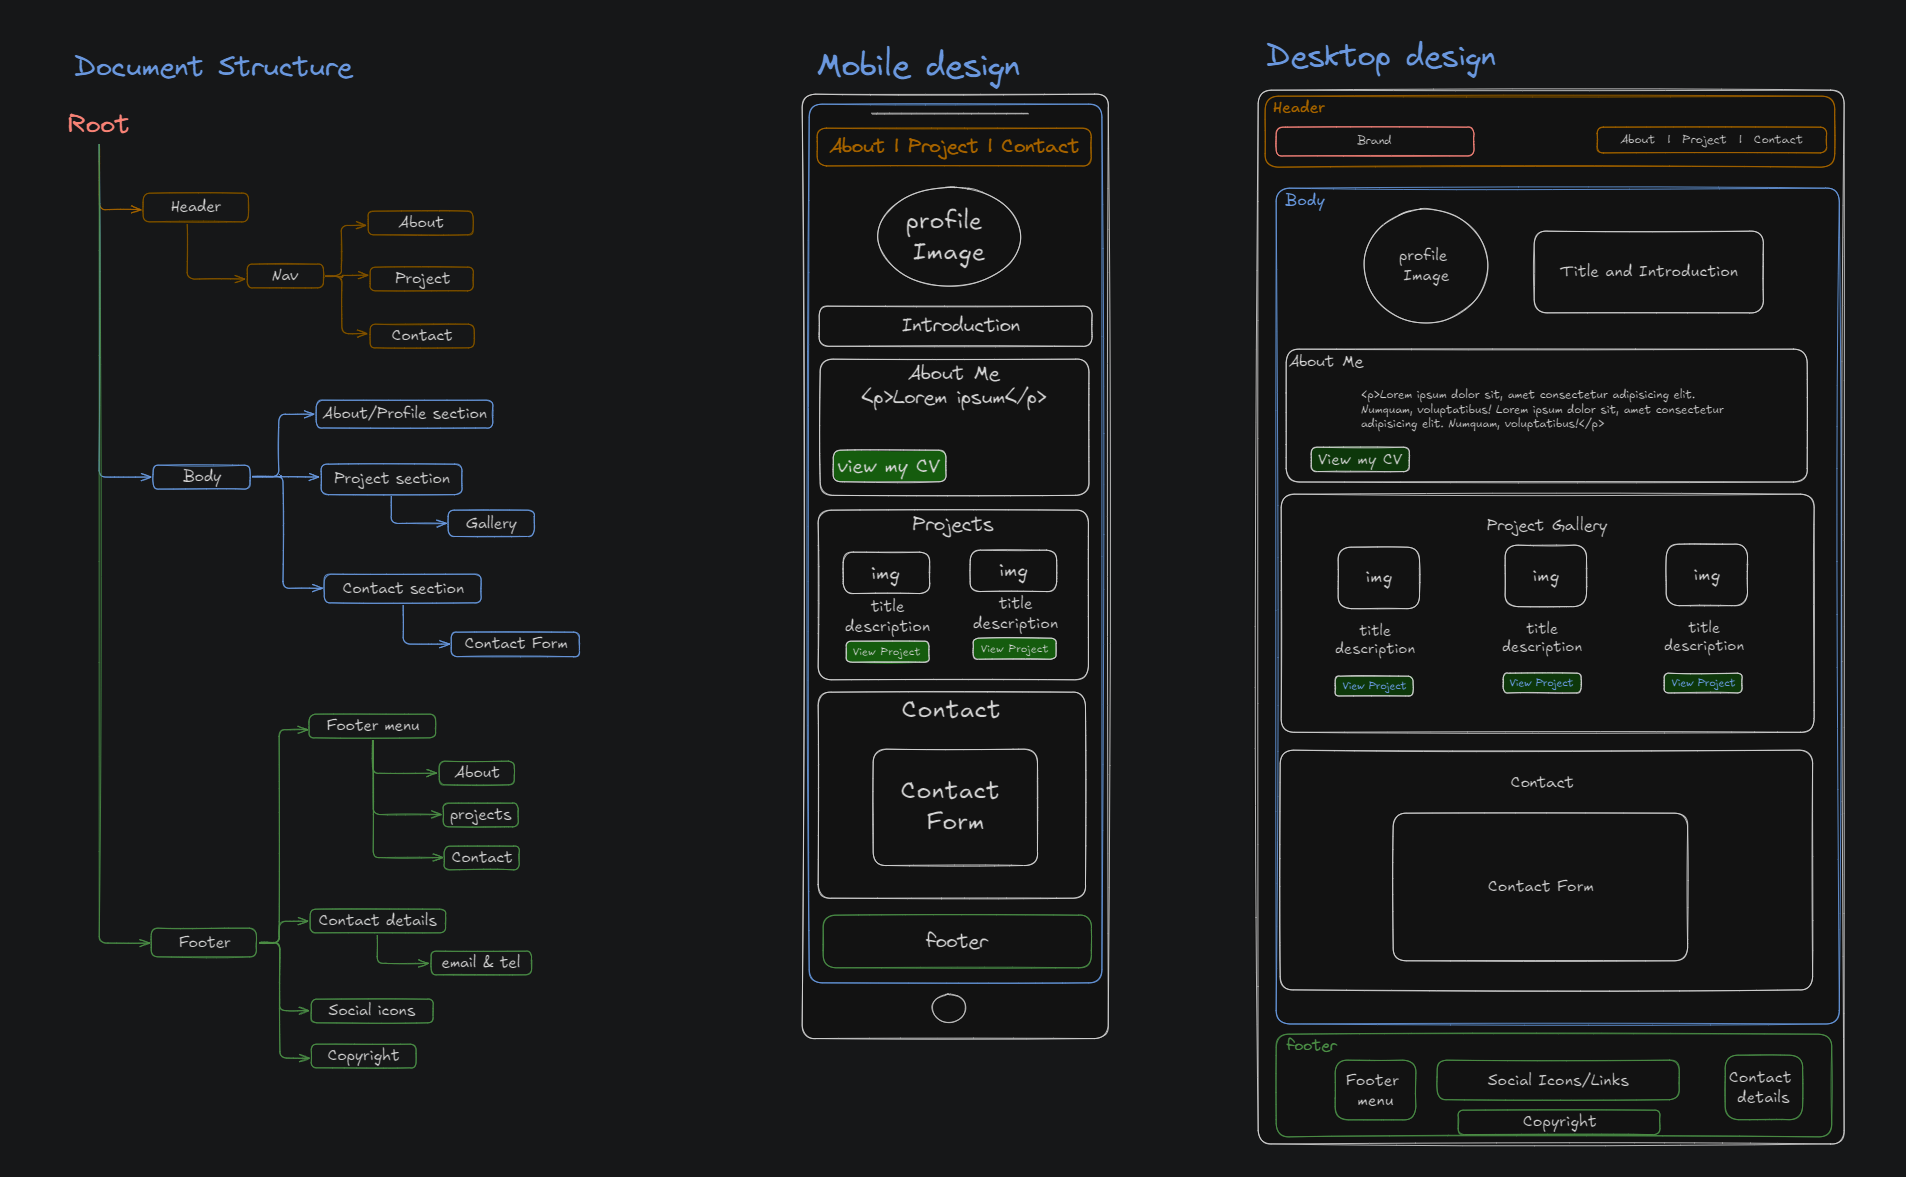 Document Structure
Root
Header
Nav
About
Project
Contact
Body
About/Profile section
Project section
Gallery
Contact section
Contact Form
Footer
Footer menu
About
projects
Contact
Contact details
email & tel
Social icons
Copyright
Mobile design
About | Project | Contact
profile
Image
Introduction
About Me
<p>Lorem ipsum</p>
view my CV
Projects
img
title
description
View Project
img
title
description
View Project
Contact
Contact
Form
footer
Desktop design
Header
Brand
About | Project | Contact
Body
profile
Image
Title and Introduction
About Me
<p>Lorem ipsum dolor sit, amet consectetur adipisicing elit.
Numquam, voluptatibus! Lorem ipsum dolor sit, amet consectetur
adipisicing elit. Numquam, voluptatibus!</p>
View my CV
Project Gallery
img
title
description
View Project
img
title
description
View Project
img
title
description
View Project
Contact
Contact Form
footer
Footer
menu
Social Icons/Links
Copyright
Contact
details